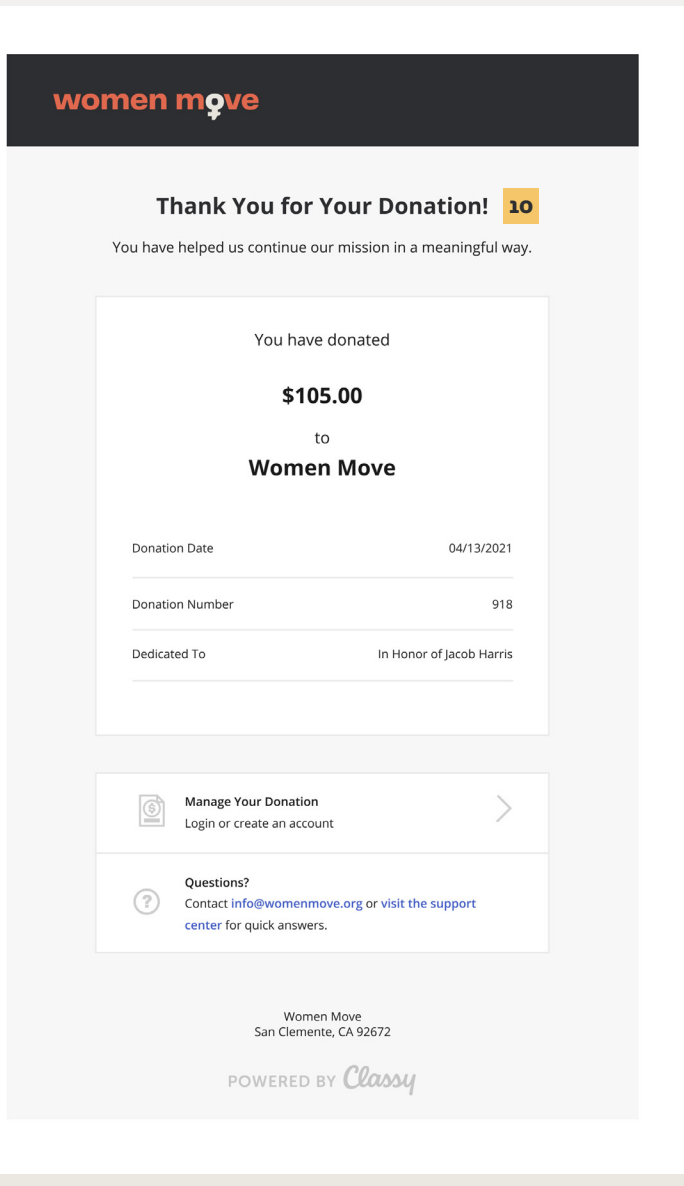 women move
Thank You for Your Donation! 10
You have helped us continue our mission in a meaningful way.
You have donated
$105.00
to
Women Move
Donation Date 04/13/2021
Donation Number 918
Dedicated To In Honor of Jacob Harris
Manage Your Donation
Login or create an account
Questions?
Contact info@womenmove.org or visit the support
center for quick answers.
Women Move
San Clemente, CA 92672
POWERED BY Classy